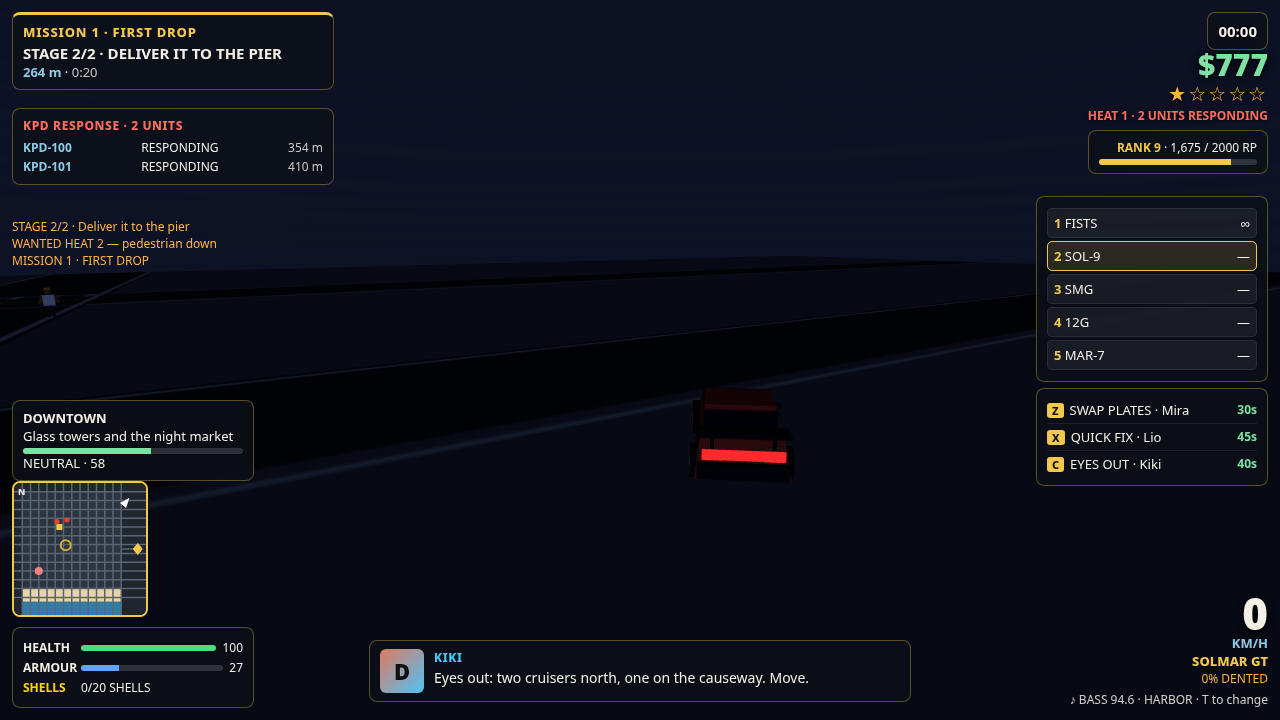 MISSION 1 · FIRST DROP
STAGE 2/2 · DELIVER IT TO THE PIER
264 m · 0:20
KPD RESPONSE · 2 UNITS
KPD-100 RESPONDING 354 m
KPD-101 RESPONDING 410 m
STAGE 2/2 · Deliver it to the pier
WANTED HEAT 2 — pedestrian down
MISSION 1 · FIRST DROP
00:00
$777
★☆☆☆☆
HEAT 1 · 2 UNITS RESPONDING
RANK 9 · 1,675 / 2000 RP
1 FISTS ∞
2 SOL-9 —
3 SMG —
4 12G —
5 MAR-7 —
Z SWAP PLATES · Mira 30s
X QUICK FIX · Lio 45s
C EYES OUT · Kiki 40s
DOWNTOWN
Glass towers and the night market
NEUTRAL · 58
N
HEALTH 100
ARMOUR 27
SHELLS 0/20 SHELLS
D
KIKI
Eyes out: two cruisers north, one on the causeway. Move.
0
KM/H
SOLMAR GT
0% DENTED
♪ BASS 94.6 · HARBOR · T to change